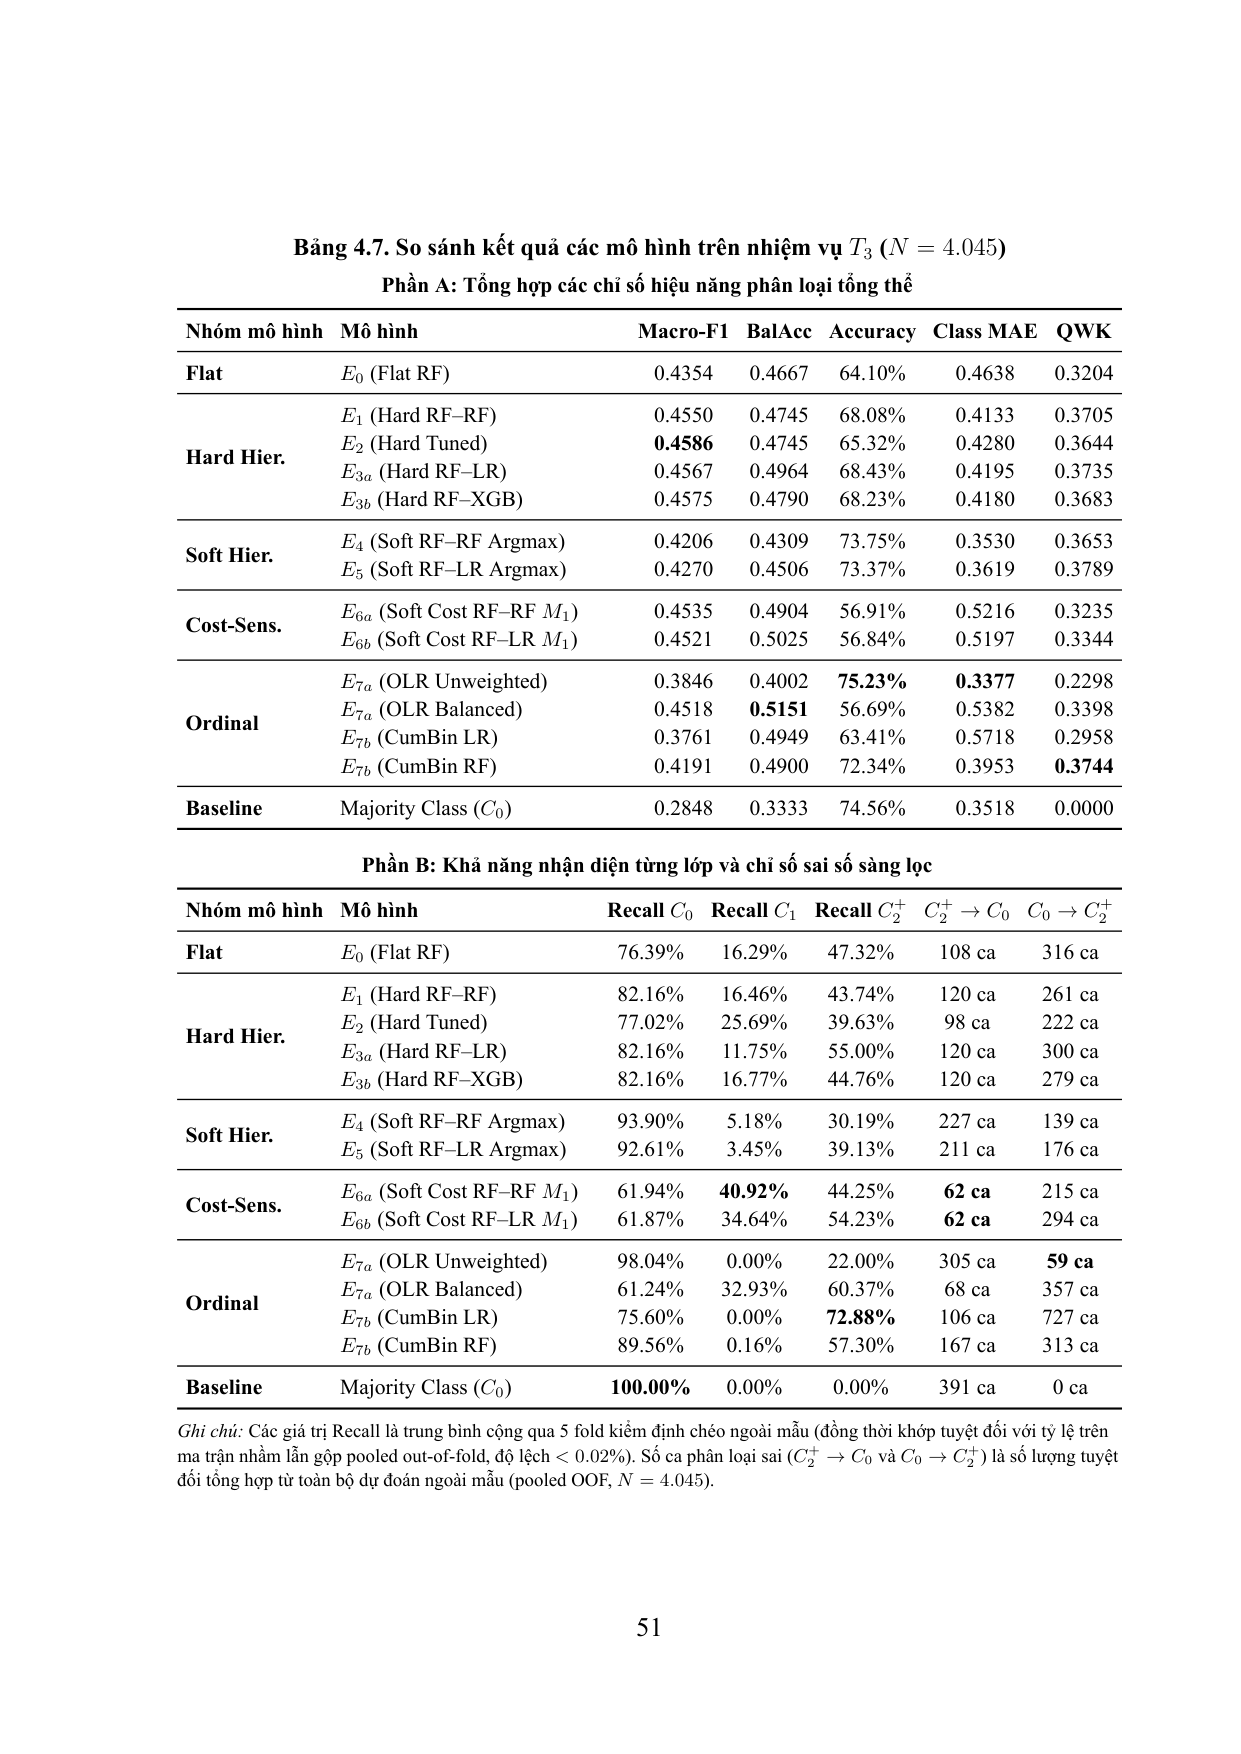 Bảng 4.7. So sánh kết quả các mô hình trên nhiệm vụ T₃ (N = 4.045)
Phần A: Tổng hợp các chỉ số hiệu năng phân loại tổng thể
Nhóm mô hình Mô hình Macro-F1 BalAcc Accuracy Class MAE QWK
Flat E₀ (Flat RF) 0.4354 0.4667 64.10% 0.4638 0.3204
Hard Hier.
E₁ (Hard RF–RF) 0.4550 0.4745 68.08% 0.4133 0.3705
E₂ (Hard Tuned) 0.4586 0.4745 65.32% 0.4280 0.3644
E₃ₐ (Hard RF–LR) 0.4567 0.4964 68.43% 0.4195 0.3735
E_{3b} (Hard RF–XGB) 0.4575 0.4790 68.23% 0.4180 0.3683
Soft Hier.
E₄ (Soft RF–RF Argmax) 0.4206 0.4309 73.75% 0.3530 0.3653
E₅ (Soft RF–LR Argmax) 0.4270 0.4506 73.37% 0.3619 0.3789
Cost-Sens.
E₆ₐ (Soft Cost RF–RF M₁) 0.4535 0.4904 56.91% 0.5216 0.3235
E_{6b} (Soft Cost RF–LR M₁) 0.4521 0.5025 56.84% 0.5197 0.3344
Ordinal
E₇ₐ (OLR Unweighted) 0.3846 0.4002 75.23% 0.3377 0.2298
E₇ₐ (OLR Balanced) 0.4518 0.5151 56.69% 0.5382 0.3398
E_{7b} (CumBin LR) 0.3761 0.4949 63.41% 0.5718 0.2958
E_{7b} (CumBin RF) 0.4191 0.4900 72.34% 0.3953 0.3744
Baseline Majority Class (C₀) 0.2848 0.3333 74.56% 0.3518 0.0000
Phần B: Khả năng nhận diện từng lớp và chỉ số sai số sàng lọc
Nhóm mô hình Mô hình Recall C₀ Recall C₁ Recall C₂⁺ C₂⁺ → C₀ C₀ → C₂⁺
Flat E₀ (Flat RF) 76.39% 16.29% 47.32% 108 ca 316 ca
Hard Hier.
E₁ (Hard RF–RF) 82.16% 16.46% 43.74% 120 ca 261 ca
E₂ (Hard Tuned) 77.02% 25.69% 39.63% 98 ca 222 ca
E₃ₐ (Hard RF–LR) 82.16% 11.75% 55.00% 120 ca 300 ca
E_{3b} (Hard RF–XGB) 82.16% 16.77% 44.76% 120 ca 279 ca
Soft Hier.
E₄ (Soft RF–RF Argmax) 93.90% 5.18% 30.19% 227 ca 139 ca
E₅ (Soft RF–LR Argmax) 92.61% 3.45% 39.13% 211 ca 176 ca
Cost-Sens.
E₆ₐ (Soft Cost RF–RF M₁) 61.94% 40.92% 44.25% 62 ca 215 ca
E_{6b} (Soft Cost RF–LR M₁) 61.87% 34.64% 54.23% 62 ca 294 ca
Ordinal
E₇ₐ (OLR Unweighted) 98.04% 0.00% 22.00% 305 ca 59 ca
E₇ₐ (OLR Balanced) 61.24% 32.93% 60.37% 68 ca 357 ca
E_{7b} (CumBin LR) 75.60% 0.00% 72.88% 106 ca 727 ca
E_{7b} (CumBin RF) 89.56% 0.16% 57.30% 167 ca 313 ca
Baseline Majority Class (C₀) 100.00% 0.00% 0.00% 391 ca 0 ca
Ghi chú: Các giá trị Recall là trung bình cộng qua 5 fold kiểm định chéo ngoài mẫu (đồng thời khớp tuyệt đối với tỷ lệ trên
ma trận nhầm lẫn gộp pooled out-of-fold, độ lệch < 0.02%). Số ca phân loại sai (C₂⁺ → C₀ và C₀ → C₂⁺) là số lượng tuyệt
đối tổng hợp từ toàn bộ dự đoán ngoài mẫu (pooled OOF, N = 4.045).
51